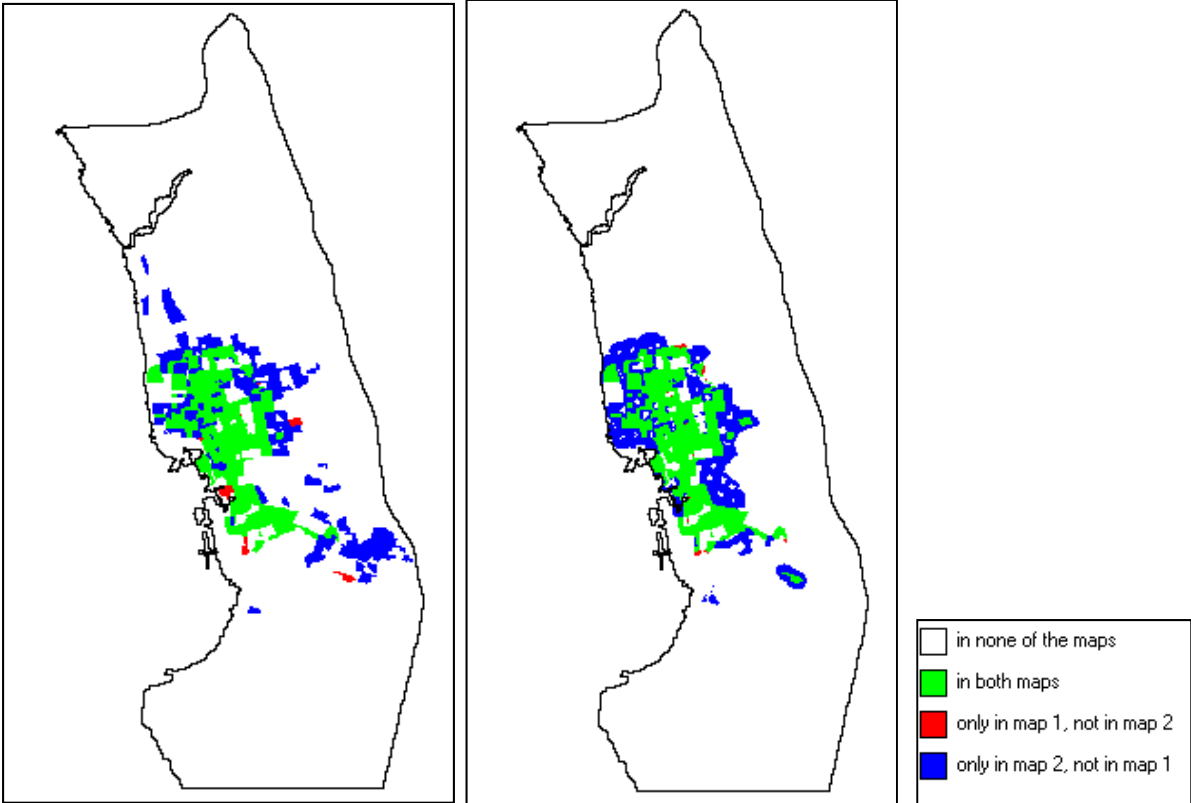 in none of the maps
in both maps
only in map 1, not in map 2
only in map 2, not in map 1